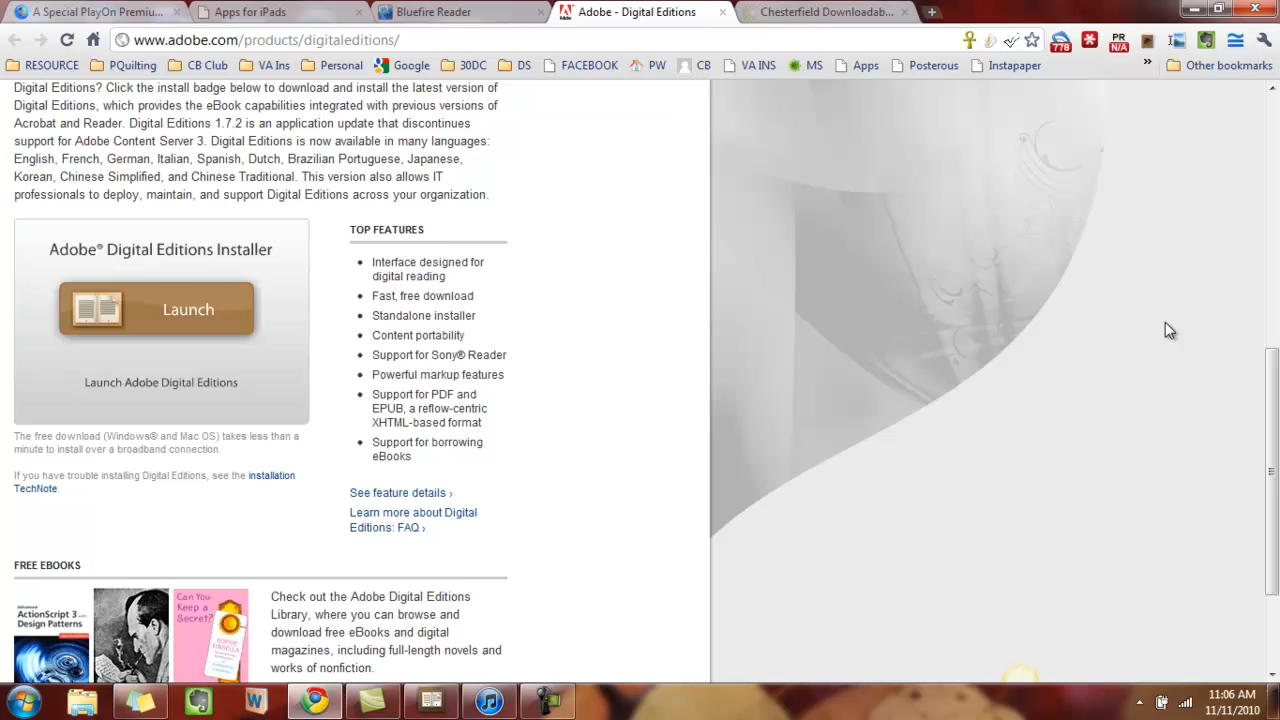 A Special PlayOn Premiu...
Apps for iPads
Bluefire Reader
Adobe - Digital Editions
Chesterfield Downloadab...
www.adobe.com/products/digitaleditions/
778
PR
N/A
RESOURCE
PQuilting
CB Club
VA Ins
Personal
Google
30DC
DS
FACEBOOK
PW
CB
VA INS
MS
Apps
Posterous
Instapaper
Other bookmarks
Digital Editions? Click the install badge below to download and install the latest version of
Digital Editions, which provides the eBook capabilities integrated with previous versions of
Acrobat and Reader. Digital Editions 1.7.2 is an application update that discontinues
support for Adobe Content Server 3. Digital Editions is now available in many languages:
English, French, German, Italian, Spanish, Dutch, Brazilian Portuguese, Japanese,
Korean, Chinese Simplified, and Chinese Traditional. This version also allows IT
professionals to deploy, maintain, and support Digital Editions across your organization.
Adobe® Digital Editions Installer
Launch
Launch Adobe Digital Editions
The free download (Windows® and Mac OS) takes less than a
minute to install over a broadband connection.
If you have trouble installing Digital Editions, see the installation
TechNote.
TOP FEATURES
Interface designed for
digital reading
Fast, free download
Standalone installer
Content portability
Support for Sony® Reader
Powerful markup features
Support for PDF and
EPUB, a reflow-centric
XHTML-based format
Support for borrowing
eBooks
See feature details ›
Learn more about Digital
Editions: FAQ ›
FREE EBOOKS
Advanced
ActionScript 3 with
Design Patterns
Can You
Keep a
Secret?
SOPHIE
KINSELLA
Check out the Adobe Digital Editions
Library, where you can browse and
download free eBooks and digital
magazines, including full-length novels and
works of nonfiction.
11:06 AM
11/11/2010